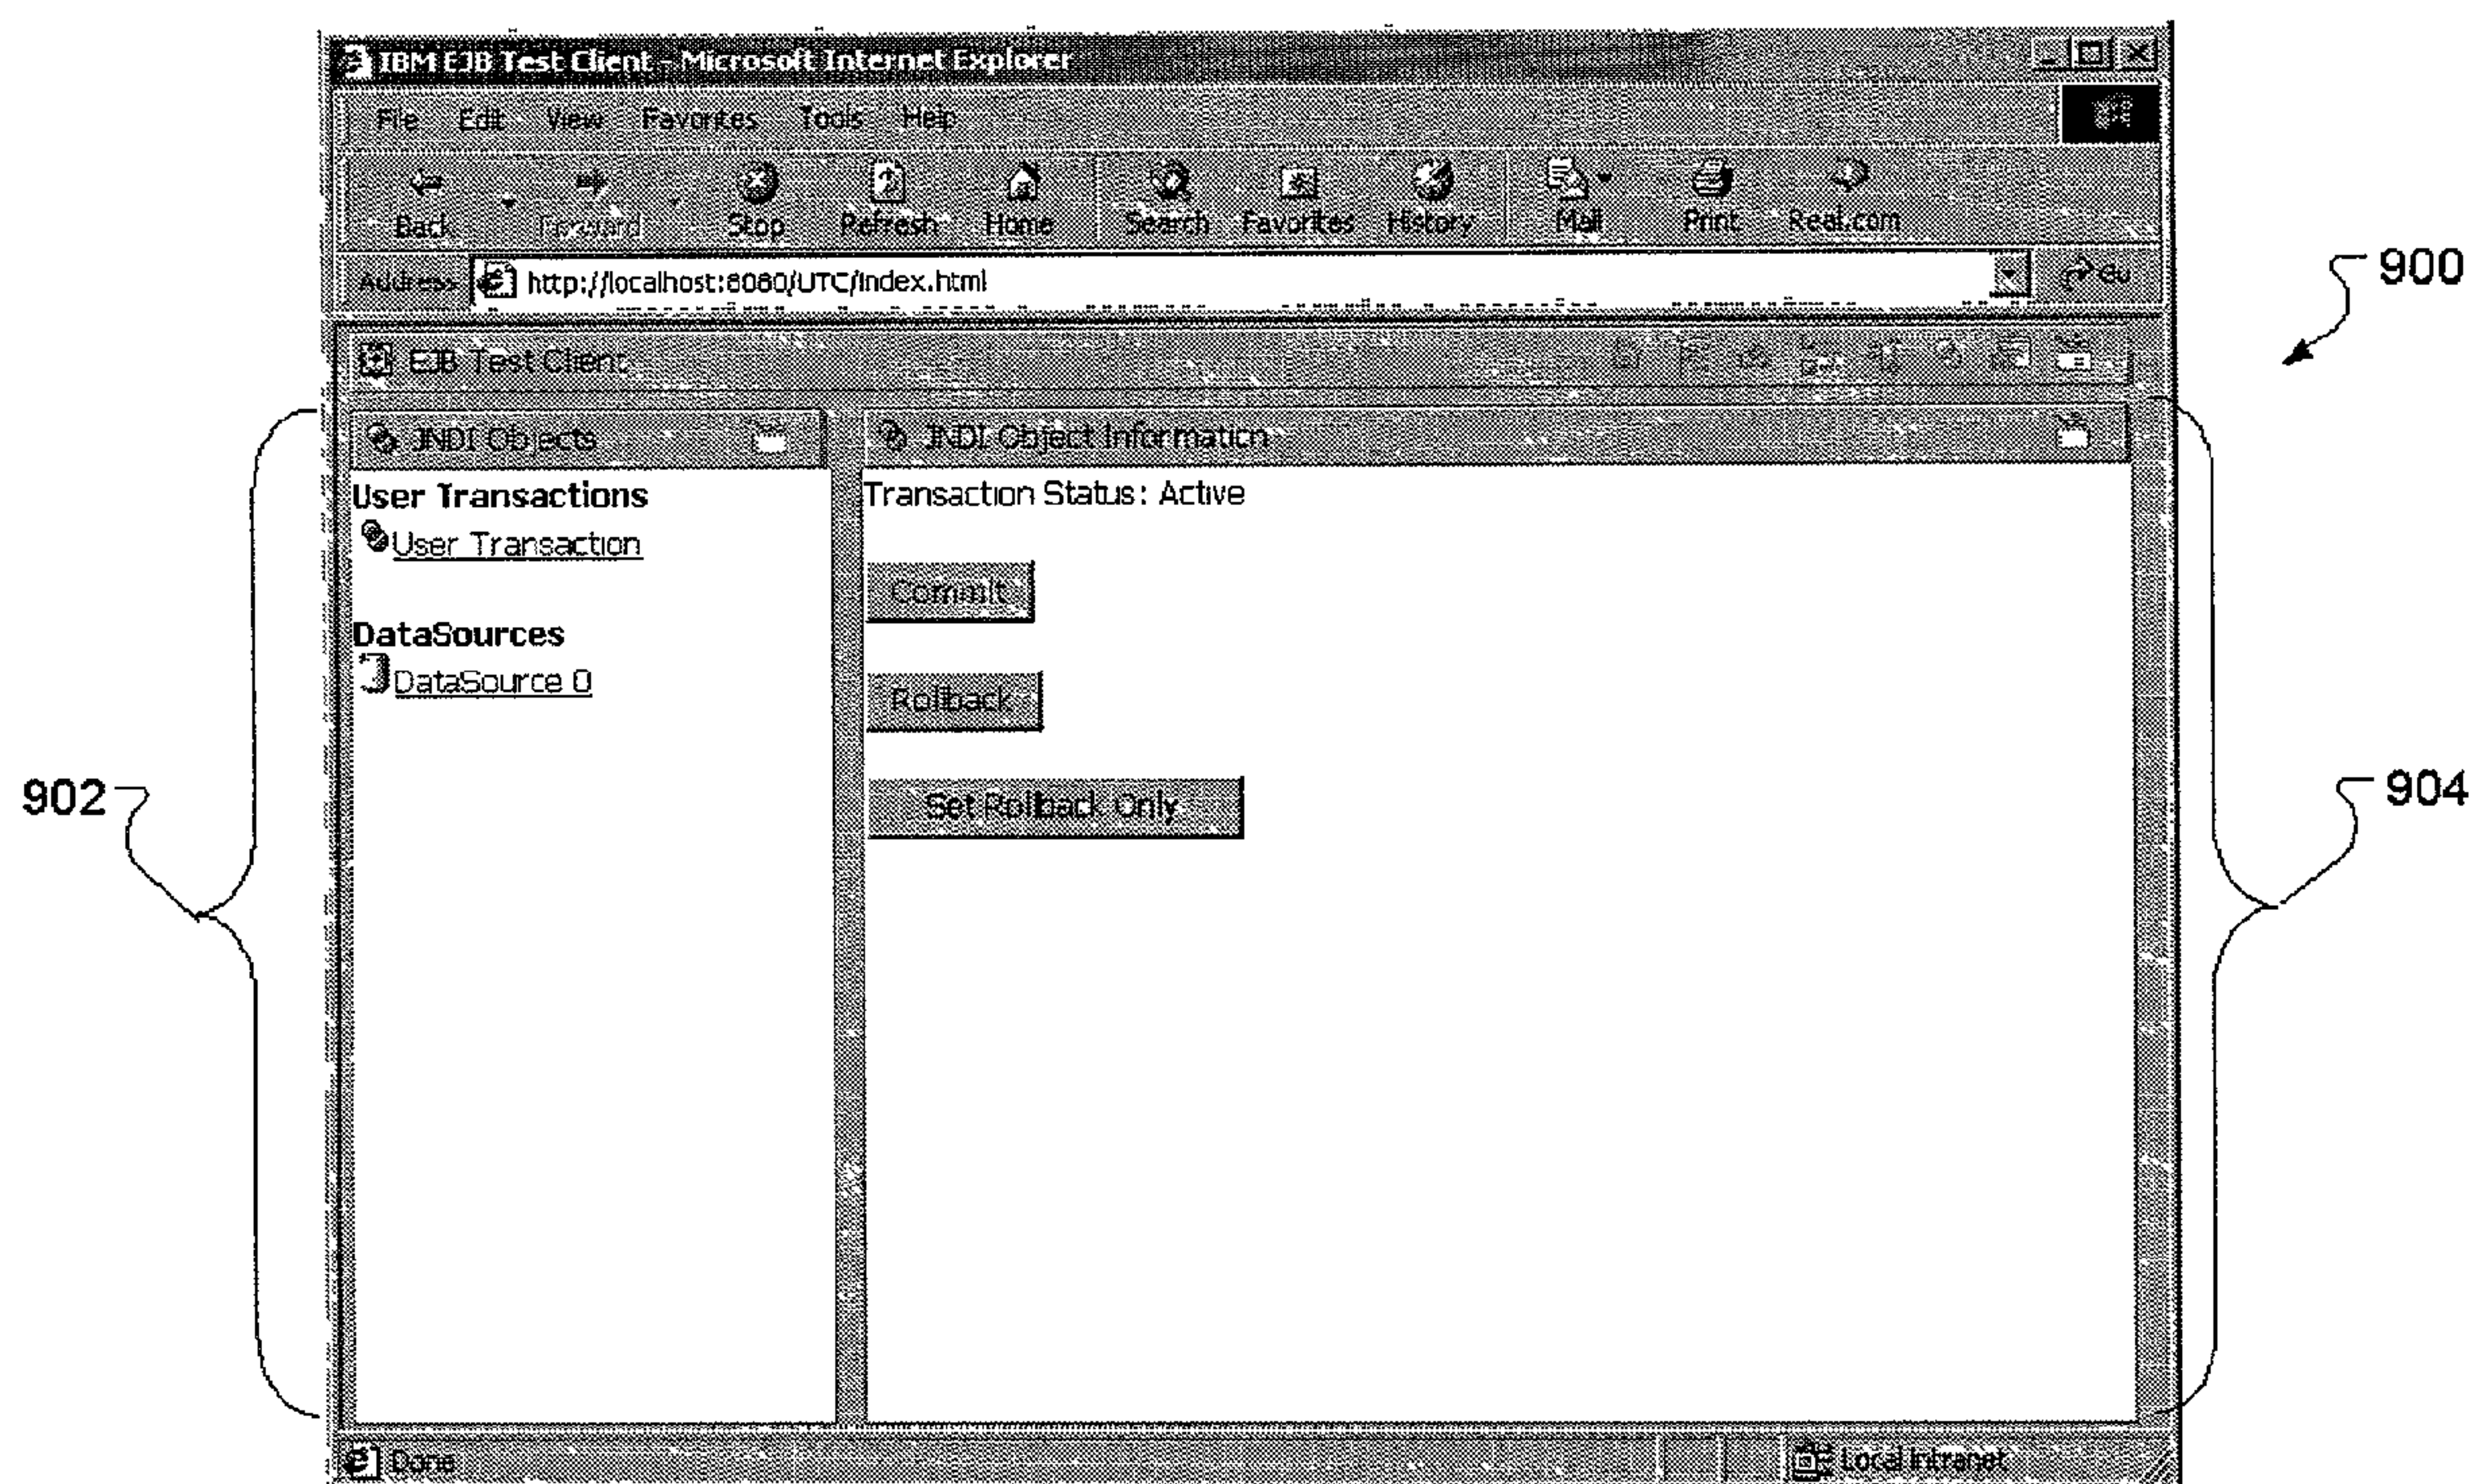 IBM EJB Test Client - Microsoft Internet Explorer
File Edit View Favorites Tools Help
Back Forward Stop Refresh Home Search Favorites History Mail Print Real.com
Address http://localhost:8080/UTC/index.html Go
900
EJB Test Client
JNDI Objects
JNDI Object Information
User Transactions
User Transaction
DataSources
DataSource 0
Transaction Status: Active
Commit
Rollback
Set Rollback Only
902
904
Done
Local intranet